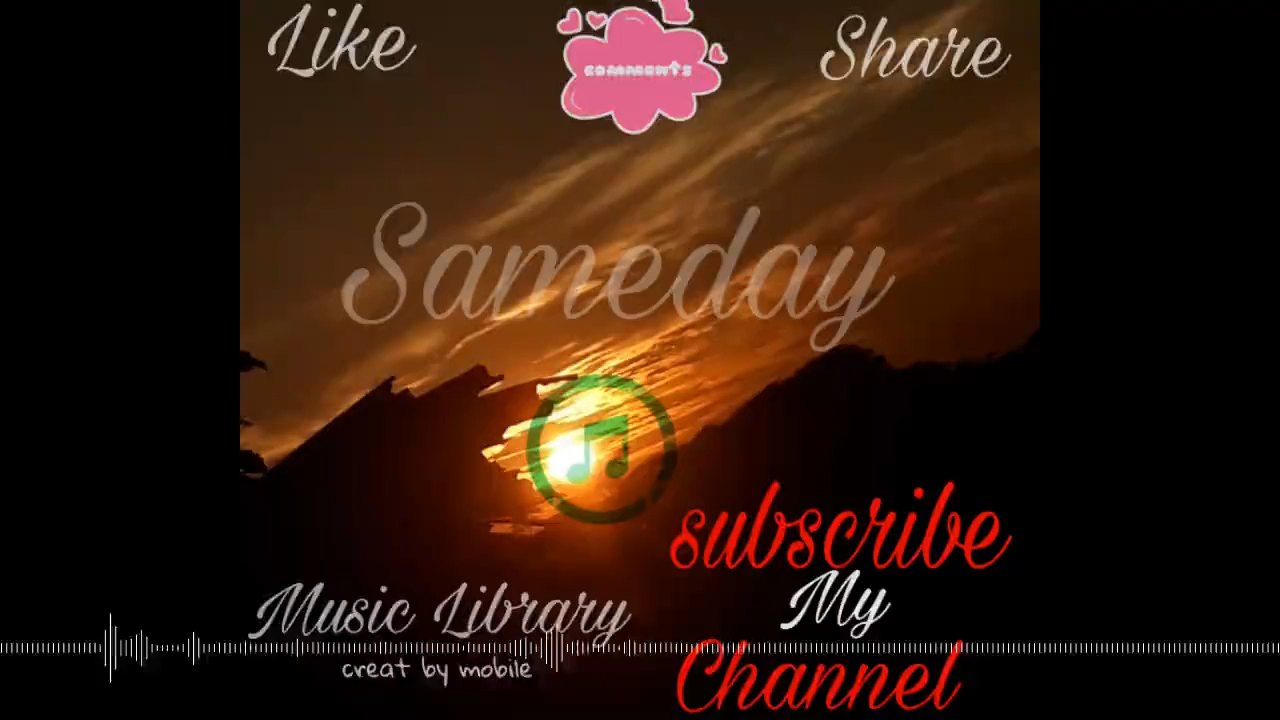 Like
comments
Share
Sameday
subscribe
My
Channel
Music Library
creat by mobile